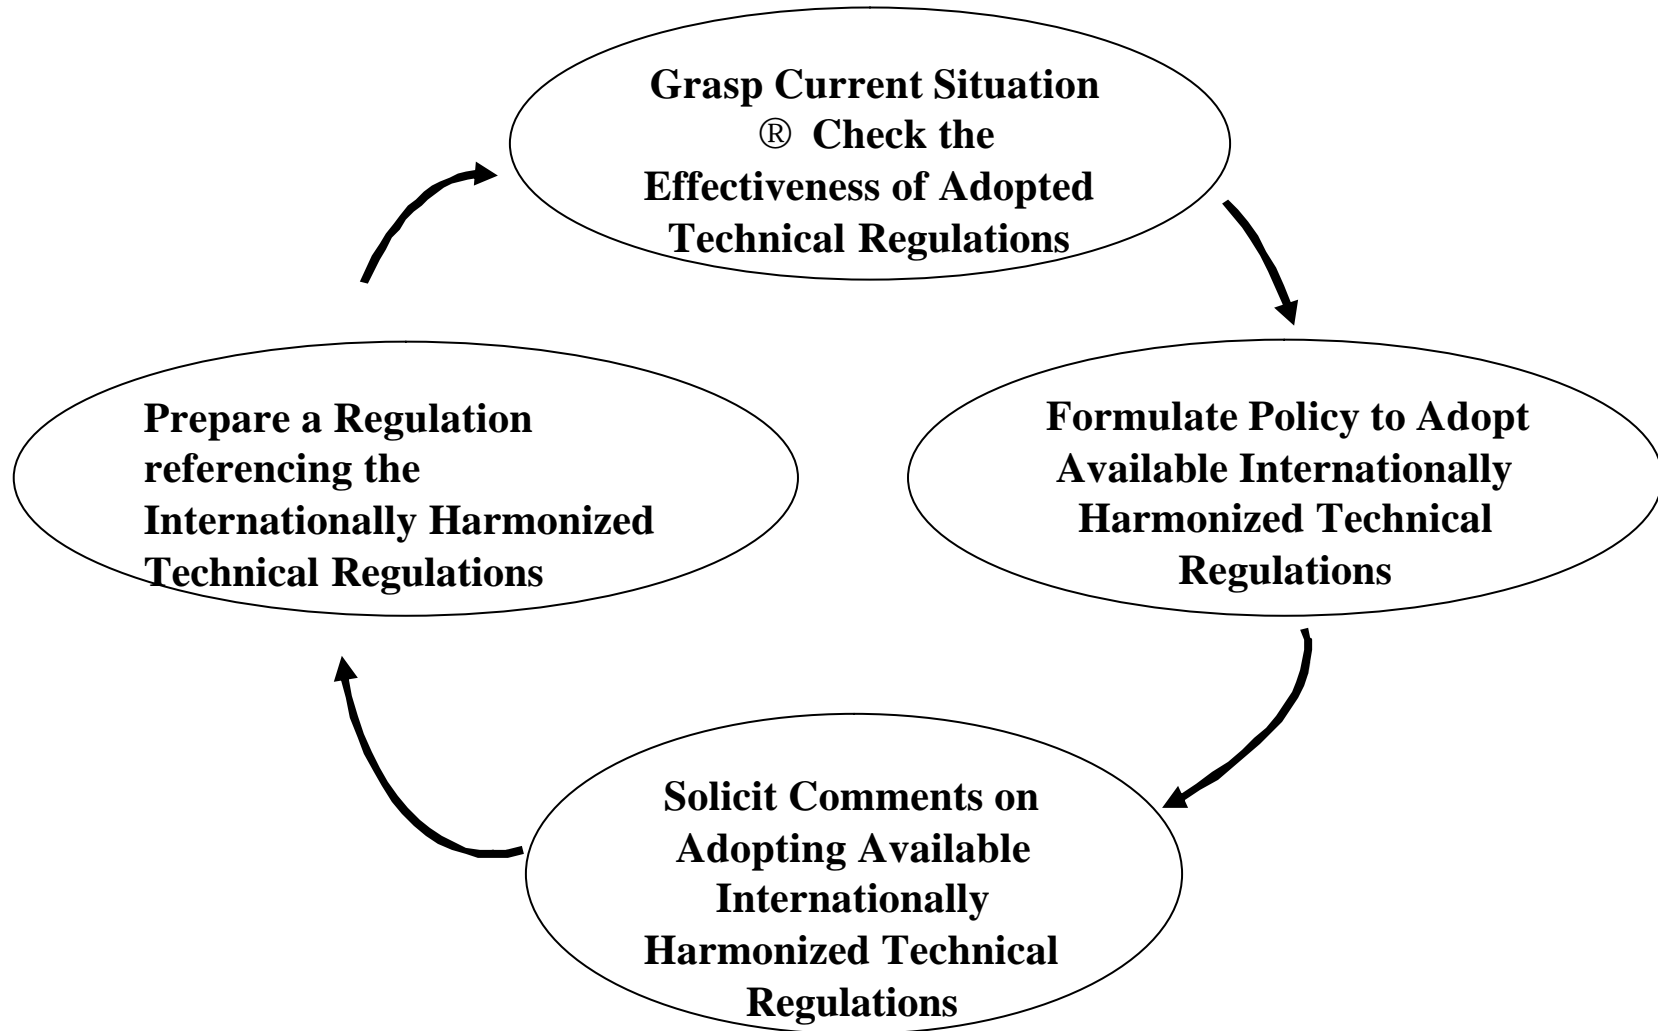 Grasp Current Situation
® Check the
Effectiveness of Adopted
Technical Regulations
Formulate Policy to Adopt
Available Internationally
Harmonized Technical
Regulations
Solicit Comments on
Adopting Available
Internationally
Harmonized Technical
Regulations
Prepare a Regulation
referencing the
Internationally Harmonized
Technical Regulations